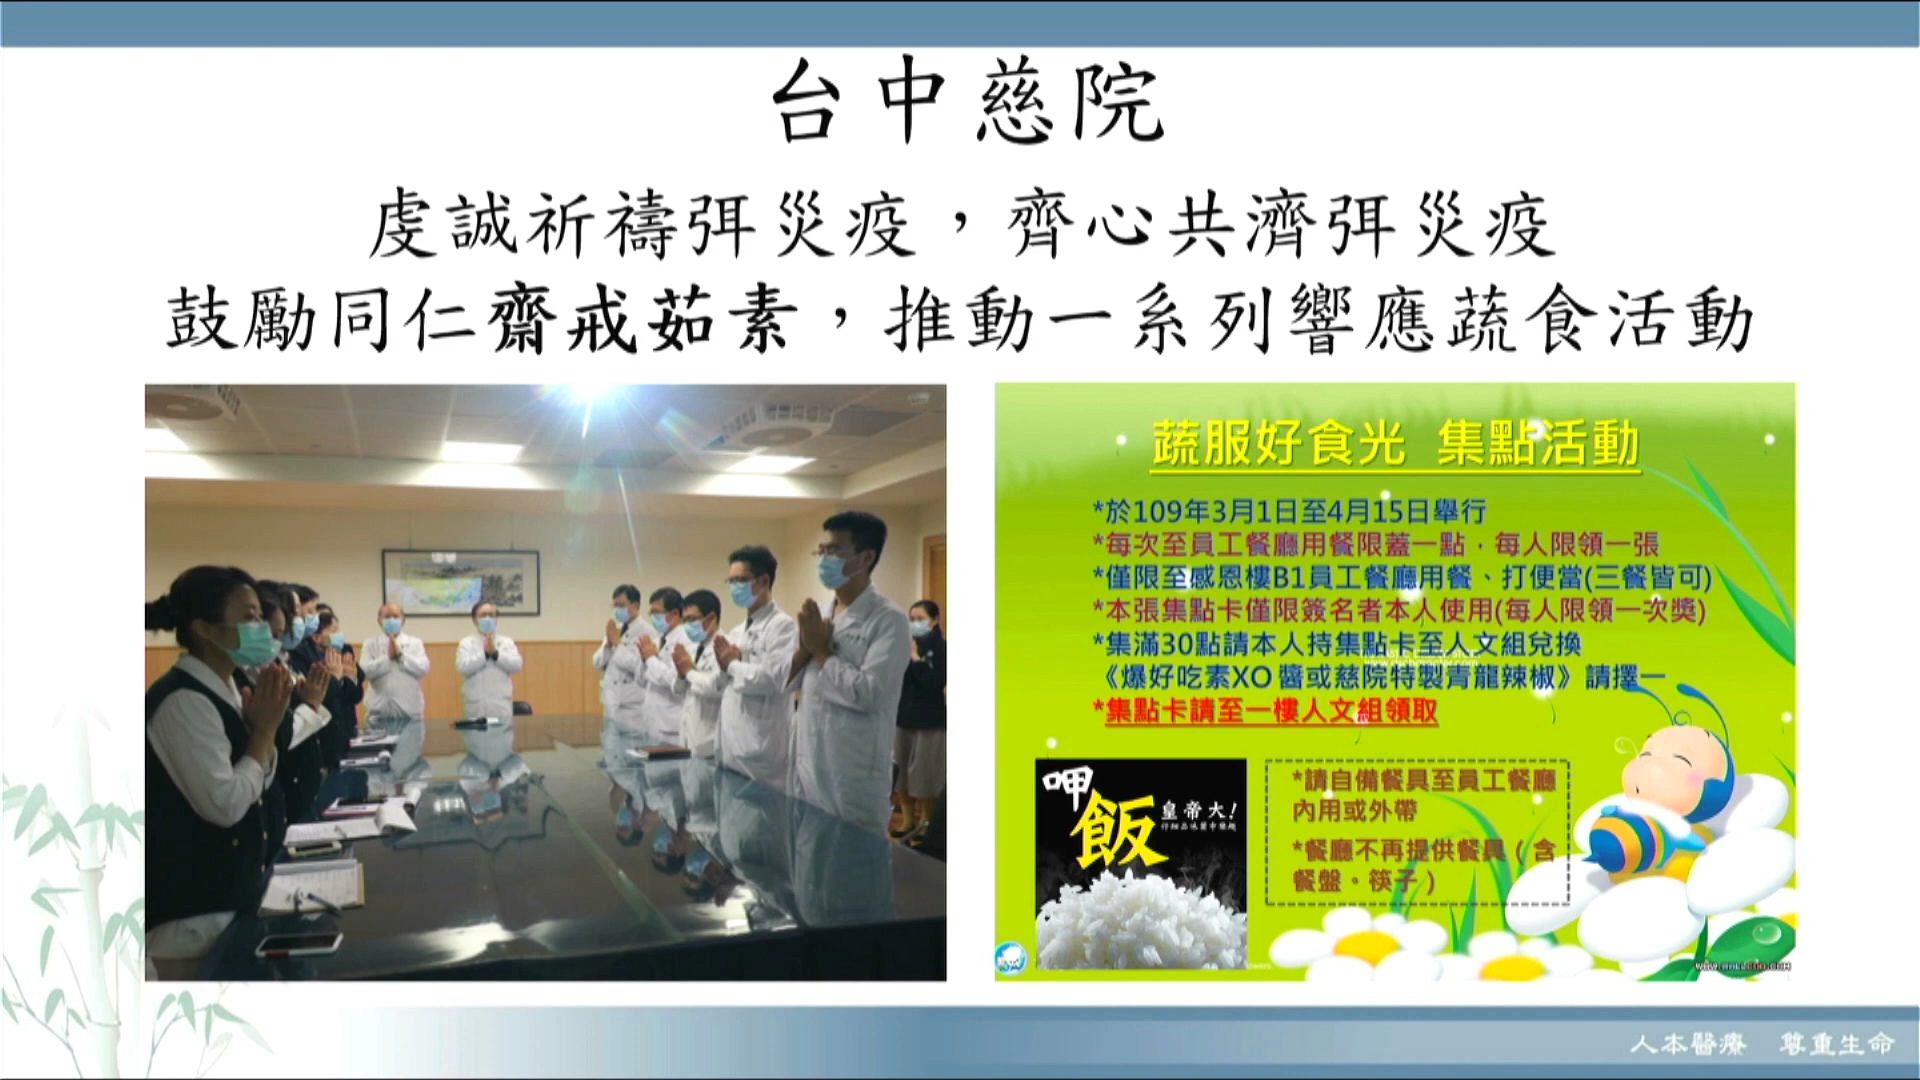 台中慈院
虔誠祈禱弭災疫，齊心共濟弭災疫
鼓勵同仁齋戒茹素，推動一系列響應蔬食活動
蔬服好食光 集點活動
*於109年3月1日至4月15日舉行
*每次至員工餐廳用餐限蓋一點，每人限領一張
*僅限至感恩樓B1員工餐廳用餐、打便當(三餐皆可)
*本張集點卡僅限簽名者本人使用(每人限領一次獎)
*集滿30點請本人持集點卡至人文組兌換
《爆好吃素XO醬或慈院特製青龍辣椒》請擇一
*集點卡請至一樓人文組領取
呷
飯
皇帝大!
*請自備餐具至員工餐廳
內用或外帶
*餐廳不再提供餐具（含
餐盤。筷子）
人本醫療 尊重生命